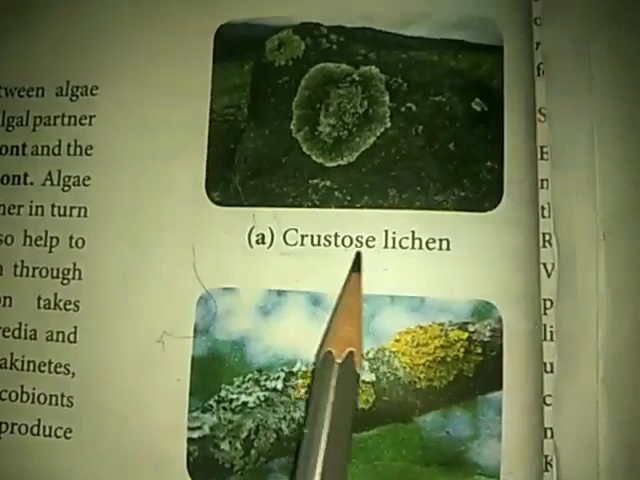 tween algae
lgal partner
ont and the
ont. Algae
ner in turn
so help to
through
on takes
redia and
akinetes,
cobionts
produce
(a) Crustose lichen
S
E
R
V
p
li
u
c
n
K